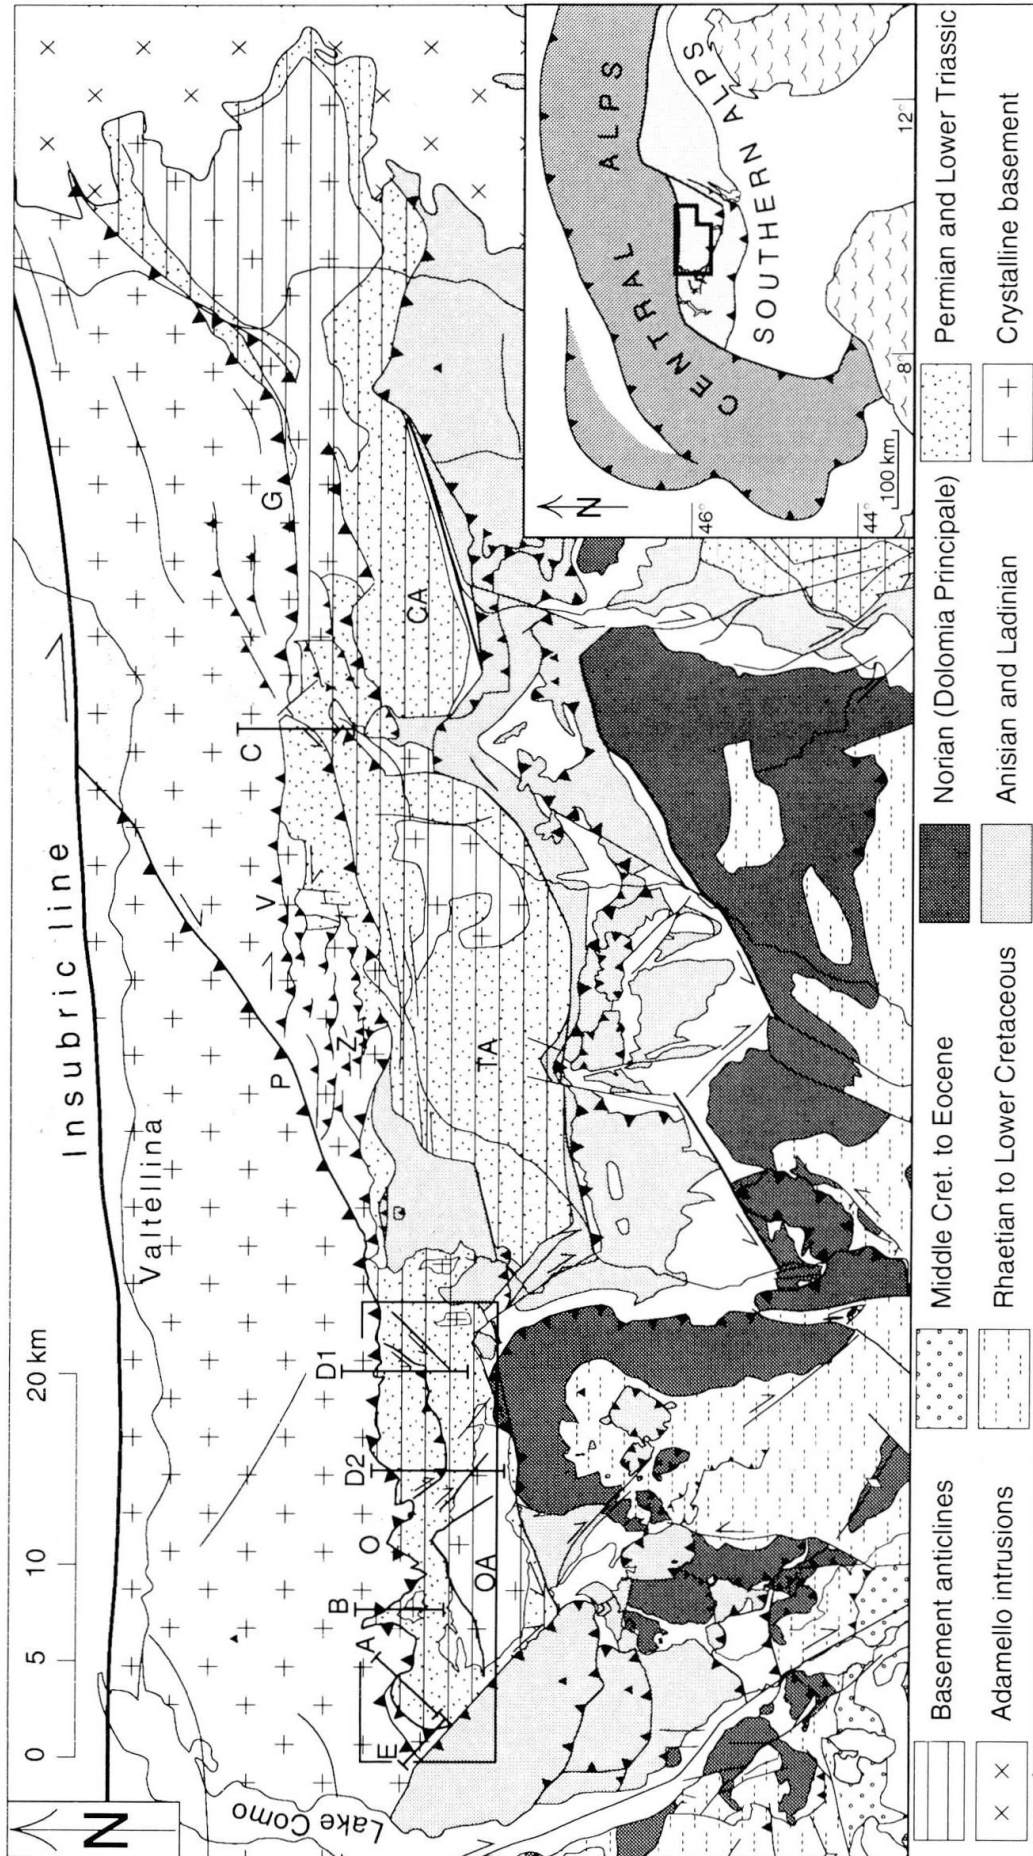 N
0 5 10 20 km
Insubric line
Valtellina
Lake Como
E
A
B
O
D2
D1
P
Z
V
C
G
OA
TA
CA
N
CENTRAL ALPS
SOUTHERN ALPS
46°
44°
8°
12°
100 km
Basement anticlines
Middle Cret. to Eocene
Norian (Dolomia Principale)
Permian and Lower Triassic
Adamello intrusions
Rhaetian to Lower Cretaceous
Anisian and Ladinian
Crystalline basement